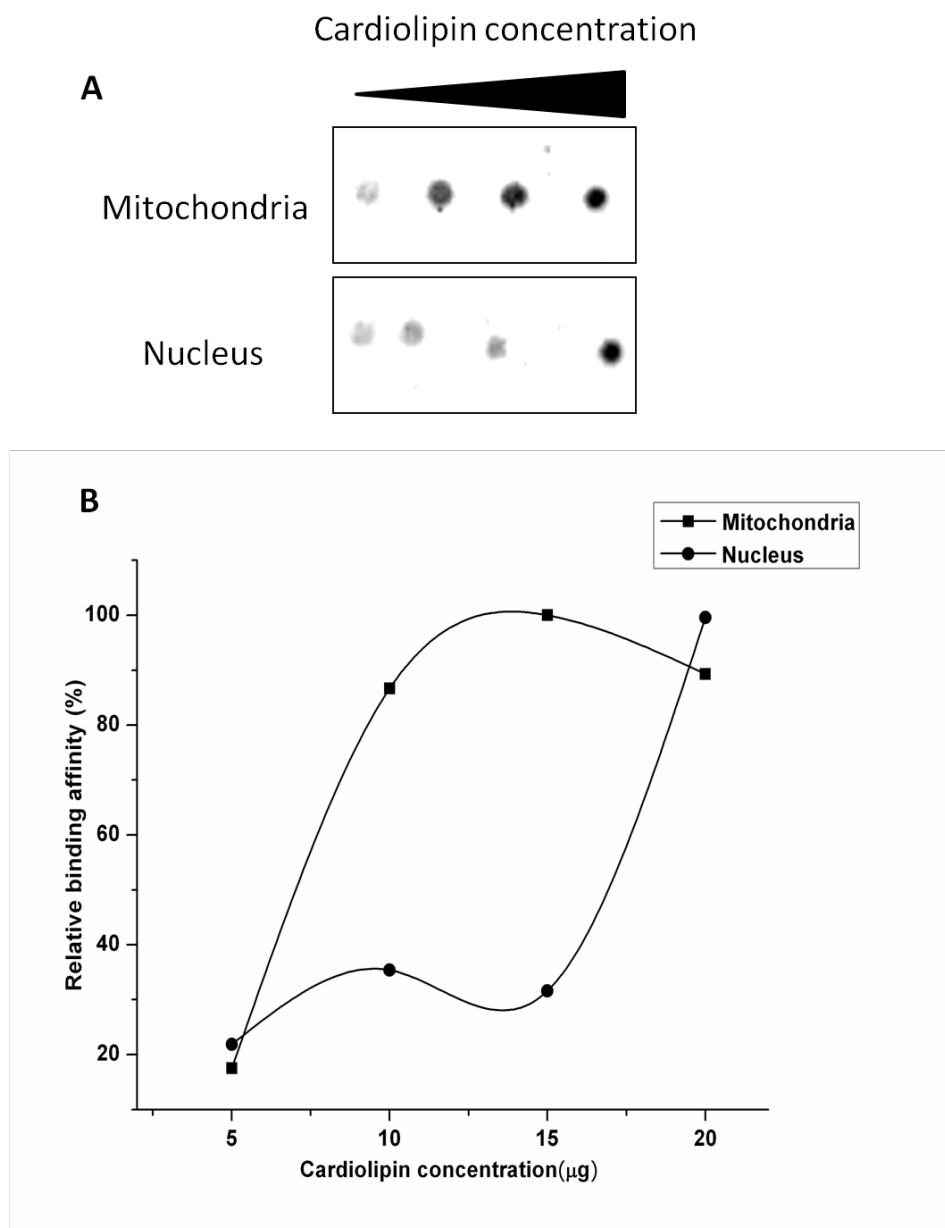 Cardiolipin concentration
A
Mitochondria
Nucleus
B
Mitochondria
Nucleus
100
80
60
40
20
Relative binding affinity (%)
5 10 15 20
Cardiolipin concentration(μg)